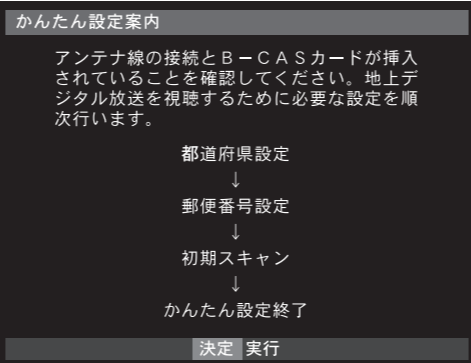 かんたん設定案内
アンテナ線の接続とＢ－ＣＡＳカードが挿入
されていることを確認してください。地上デ
ジタル放送を視聴するために必要な設定を順
次行います。
都道府県設定
↓
郵便番号設定
↓
初期スキャン
↓
かんたん設定終了
決定 実行